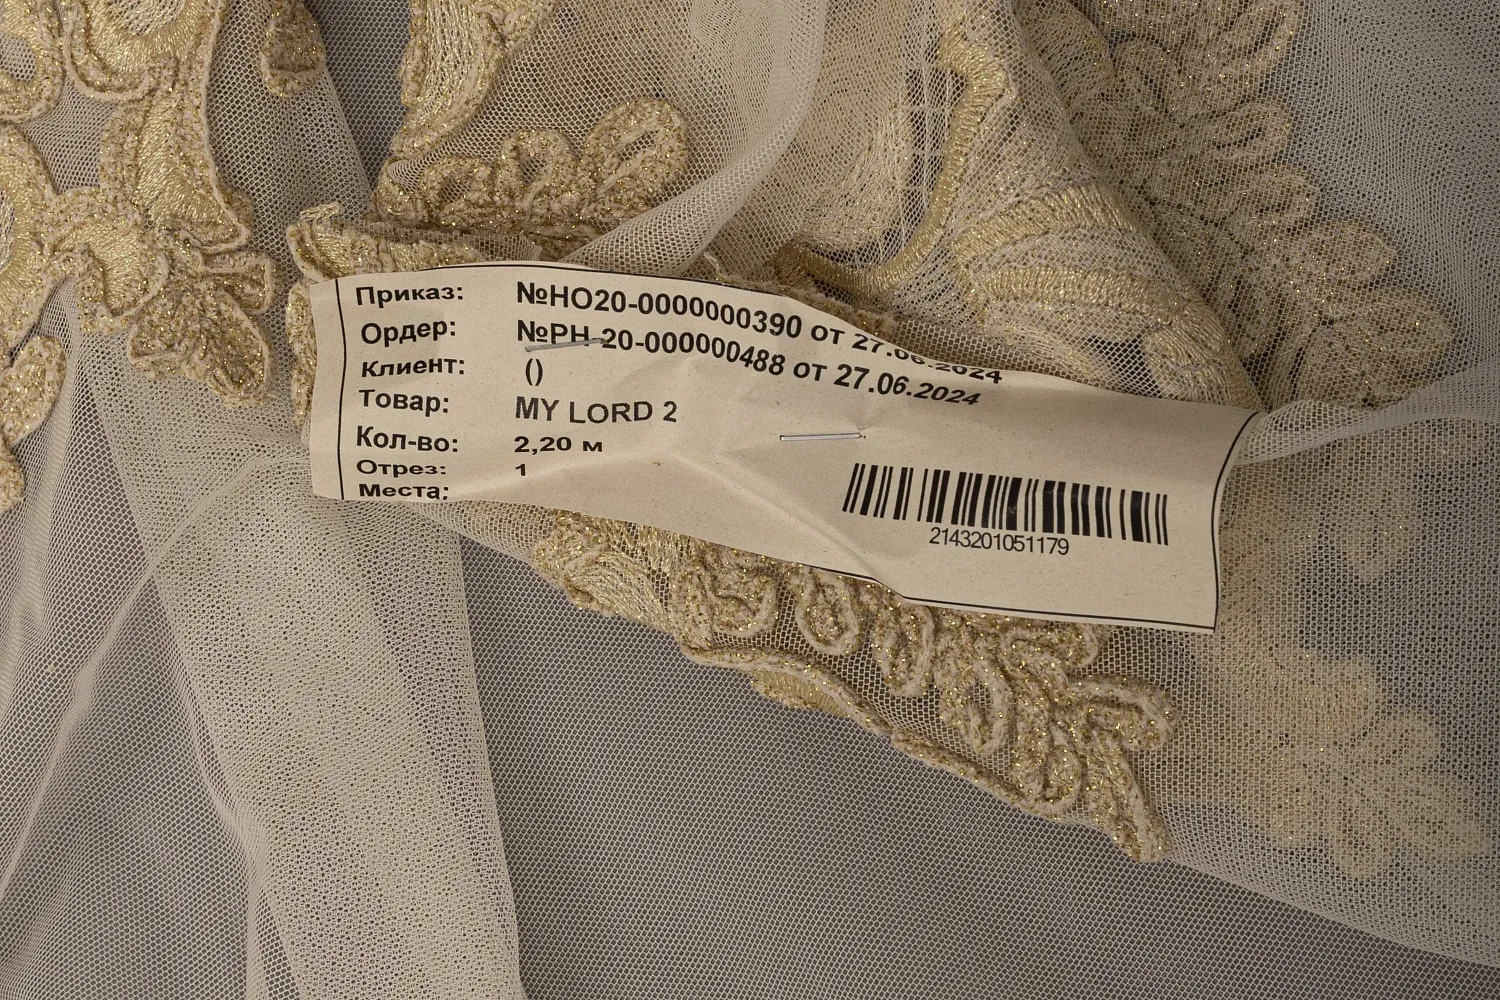 Приказ: №НО20-0000000390 от 27.06.2024
Ордер: №РН-20-000000488 от 27.06.2024
Клиент: ()
Товар: MY LORD 2
Кол-во: 2,20 м
Отрез: 1
Места:
2143201051179